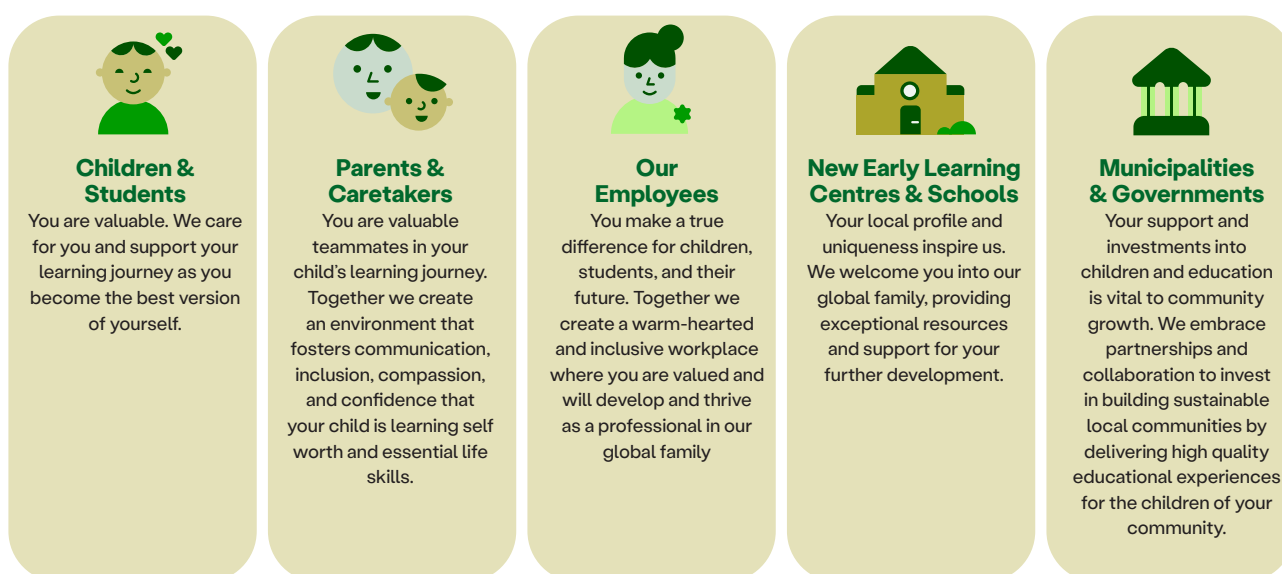 Children &
Students
You are valuable. We care
for you and support your
learning journey as you
become the best version
of yourself.
Parents &
Caretakers
You are valuable
teammates in your
child’s learning journey.
Together we create
an environment that
fosters communication,
inclusion, compassion,
and confidence that
your child is learning self
worth and essential life
skills.
Our
Employees
You make a true
difference for children,
students, and their
future. Together we
create a warm-hearted
and inclusive workplace
where you are valued and
will develop and thrive
as a professional in our
global family
New Early Learning
Centres & Schools
Your local profile and
uniqueness inspire us.
We welcome you into our
global family, providing
exceptional resources
and support for your
further development.
Municipalities
& Governments
Your support and
investments into
children and education
is vital to community
growth. We embrace
partnerships and
collaboration to invest
in building sustainable
local communities by
delivering high quality
educational experiences
for the children of your
community.